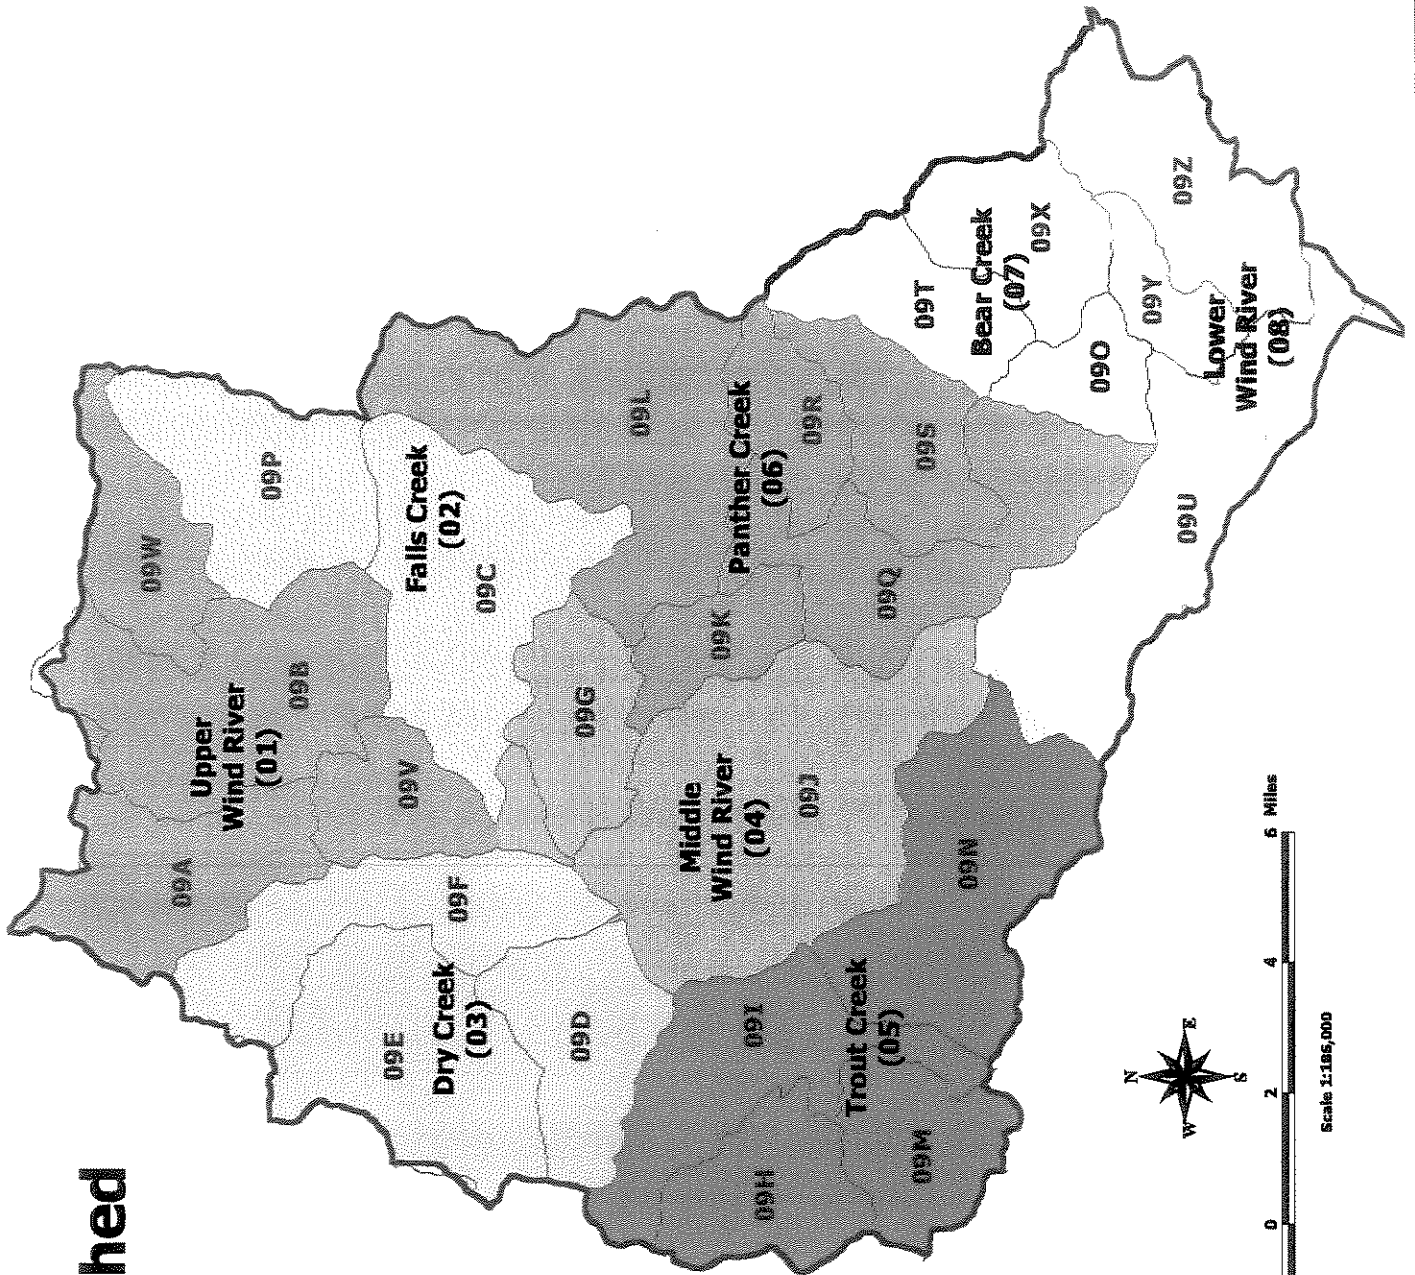 hed
09W
09P
Upper
Wind River
(01)
09A
09B
09V
Falls Creek
(02)
09C
09F
09E
Dry Creek
(03)
09D
09G
09L
Panther Creek
(06)
09K
09R
09S
09Q
Middle
Wind River
(04)
09J
09I
09H
Trout Creek
(05)
09M
09N
09T
Bear Creek
(07)
09X
09O
09Y
09Z
Lower
Wind River
(08)
09U
N
W
E
S
0 2 4 6 Miles
Scale 1:185,000